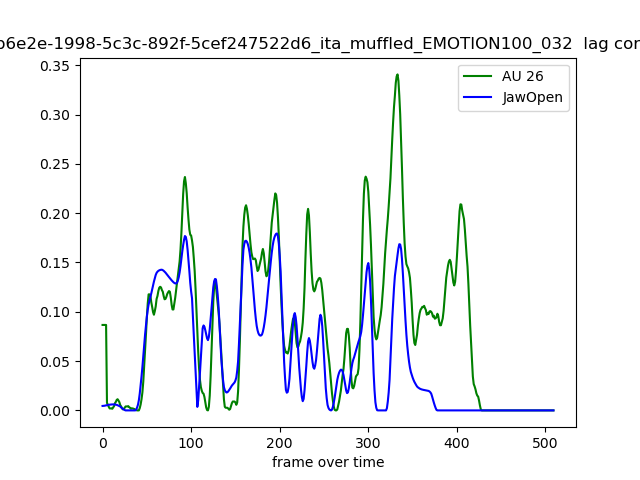 b6e2e-1998-5c3c-892f-5cef247522d6_ita_muffled_EMOTION100_032 lag cor
0.35
0.30
0.25
0.20
0.15
0.10
0.05
0.00
AU 26
JawOpen
0 100 200 300 400 500
frame over time